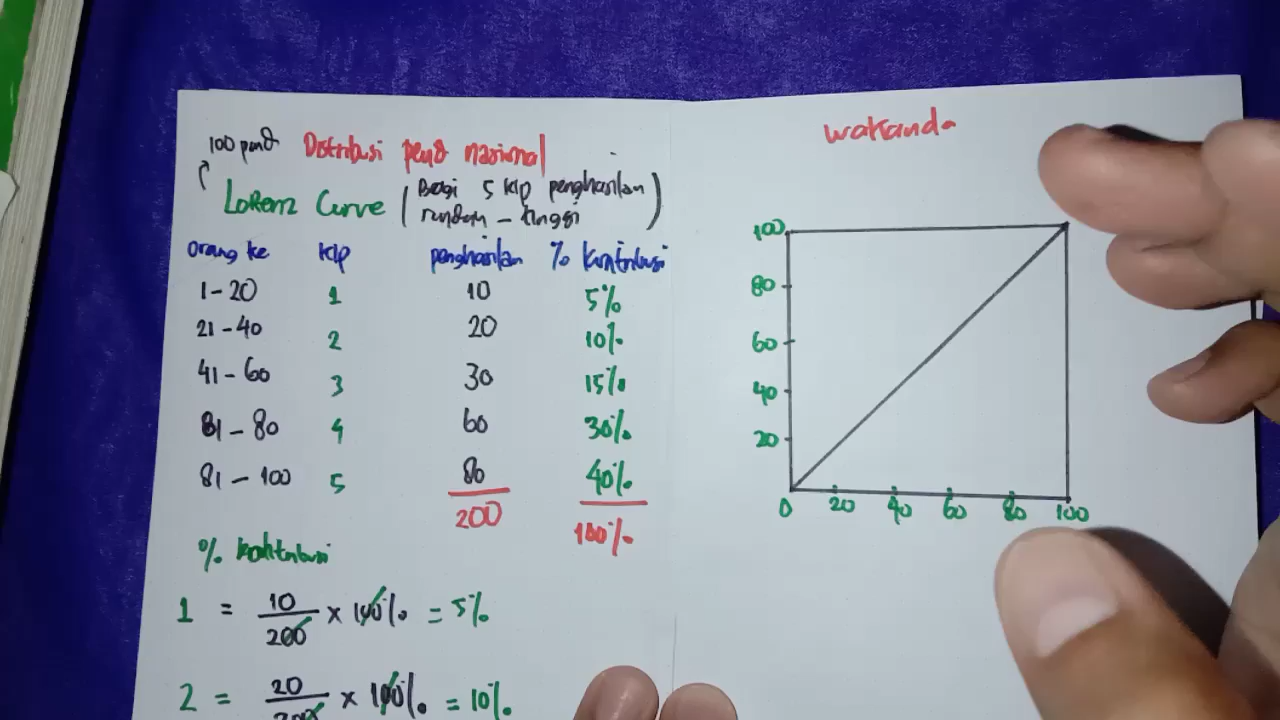 100 pend Distribusi pend nasional
Lorenz Curve (Bagi 5 klp penghasilan
rendah - tinggi)
orang ke klp penghasilan % kontribusi
1-20 1 10 5%
21-40 2 20 10%
41-60 3 30 15%
81-80 4 60 30%
81-100 5 80 40%
200 100%
% kontribusi
1 = 10/200 x 100% = 5%
2 = 20/200 x 100% = 10%
wakanda
100
80
60
40
20
0 20 40 60 80 100